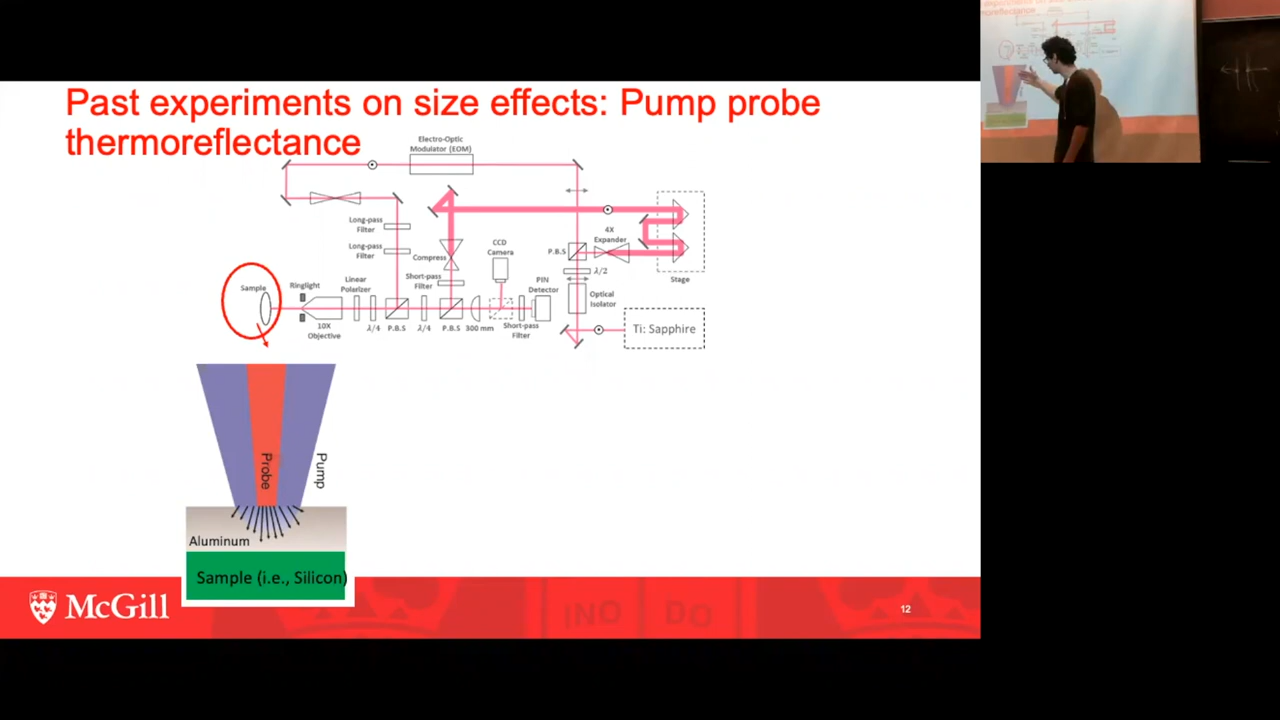 Past experiments on size effects: Pump probe
thermoreflectance
Electro-Optic
Modulator (EOM)
Long-pass
Filter
Long-pass
Filter
Compress
Short-pass
Filter
CCD
Camera
4X
Expander
P.B.S
λ/2
Stage
Sample
Ringlight
Linear
Polarizer
PIN
Detector
Optical
Isolator
10X
Objective
λ/4
P.B.S
λ/4
P.B.S
300 mm
Short-pass
Filter
Ti: Sapphire
Probe
Pump
Aluminum
Sample (i.e., Silicon)
McGill
INO
DO
12